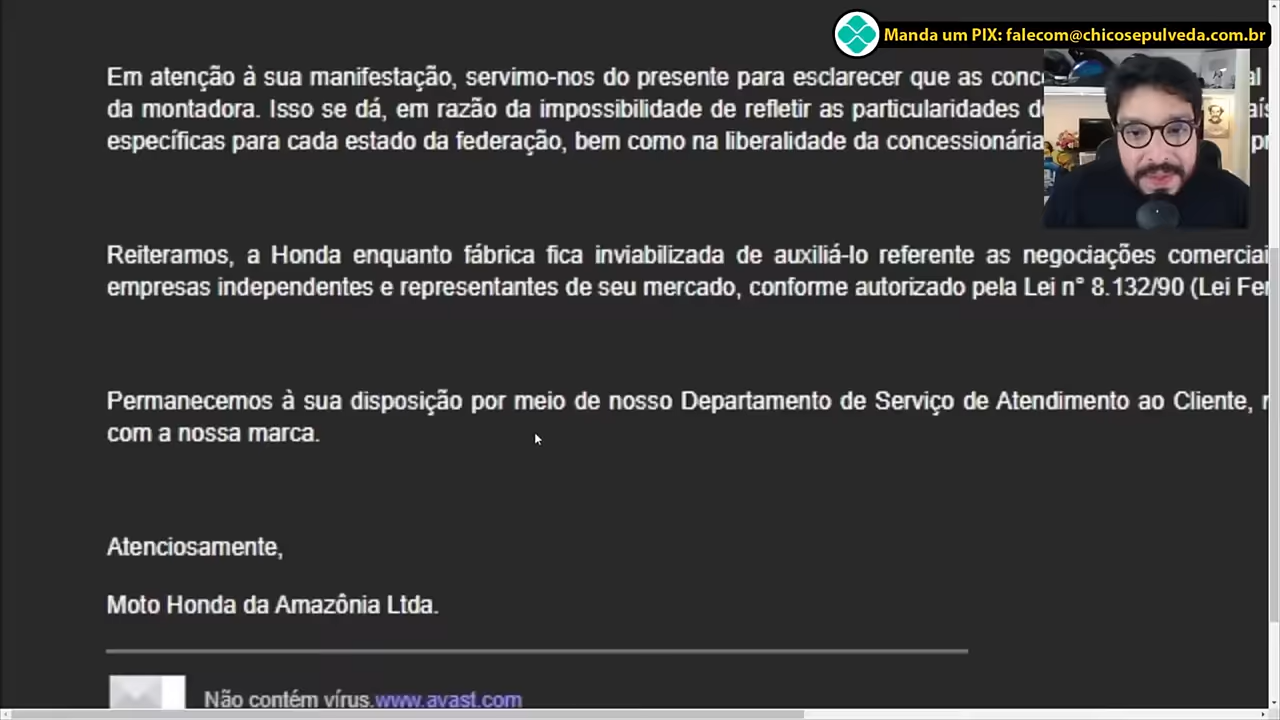 Manda um PIX: falecom@chicosepulveda.com.br
Em atenção à sua manifestação, servimo-nos do presente para esclarecer que as
da montadora. Isso se dá, em razão da impossibilidade de refletir as particularidades
específicas para cada estado da federação, bem como na liberalidade da concessionária
Reiteramos, a Honda enquanto fábrica fica inviabilizada de auxiliá-lo referente as negociações
empresas independentes e representantes de seu mercado, conforme autorizado pela Lei n° 8.132/90 (Lei
Permanecemos à sua disposição por meio de nosso Departamento de Serviço de Atendimento ao Cliente,
com a nossa marca.
Atenciosamente,
Moto Honda da Amazônia Ltda.
Não contém vírus.www.avast.com